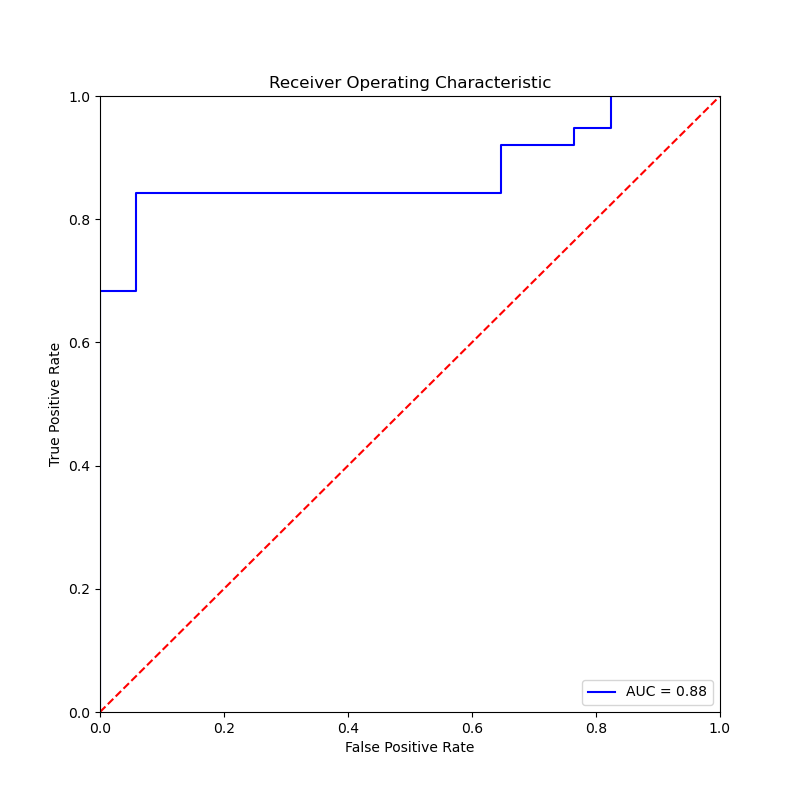 Receiver Operating Characteristic
1.0
0.8
0.6
0.4
0.2
0.0
True Positive Rate
AUC = 0.88
0.0 0.2 0.4 0.6 0.8 1.0
False Positive Rate